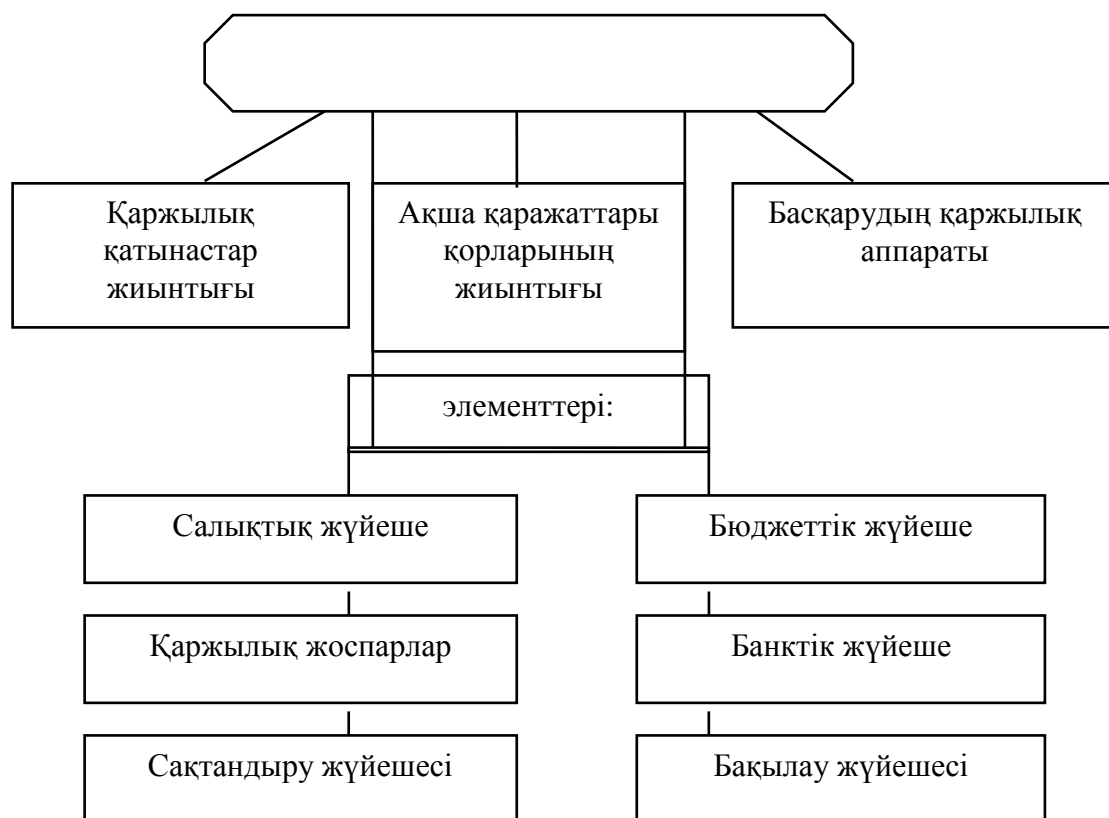 Қаржылық
қатынастар
жиынтығы
Ақша қаражаттары
қорларының
жиынтығы
Басқарудың қаржылық
аппараты
элементтері:
Салықтық жүйеше
Бюджеттік жүйеше
Қаржылық жоспарлар
Банктік жүйеше
Сақтандыру жүйешесі
Бақылау жүйешесі